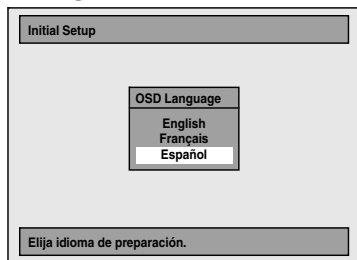 Initial Setup
OSD Language
English
Français
Español
Elija idioma de preparación.